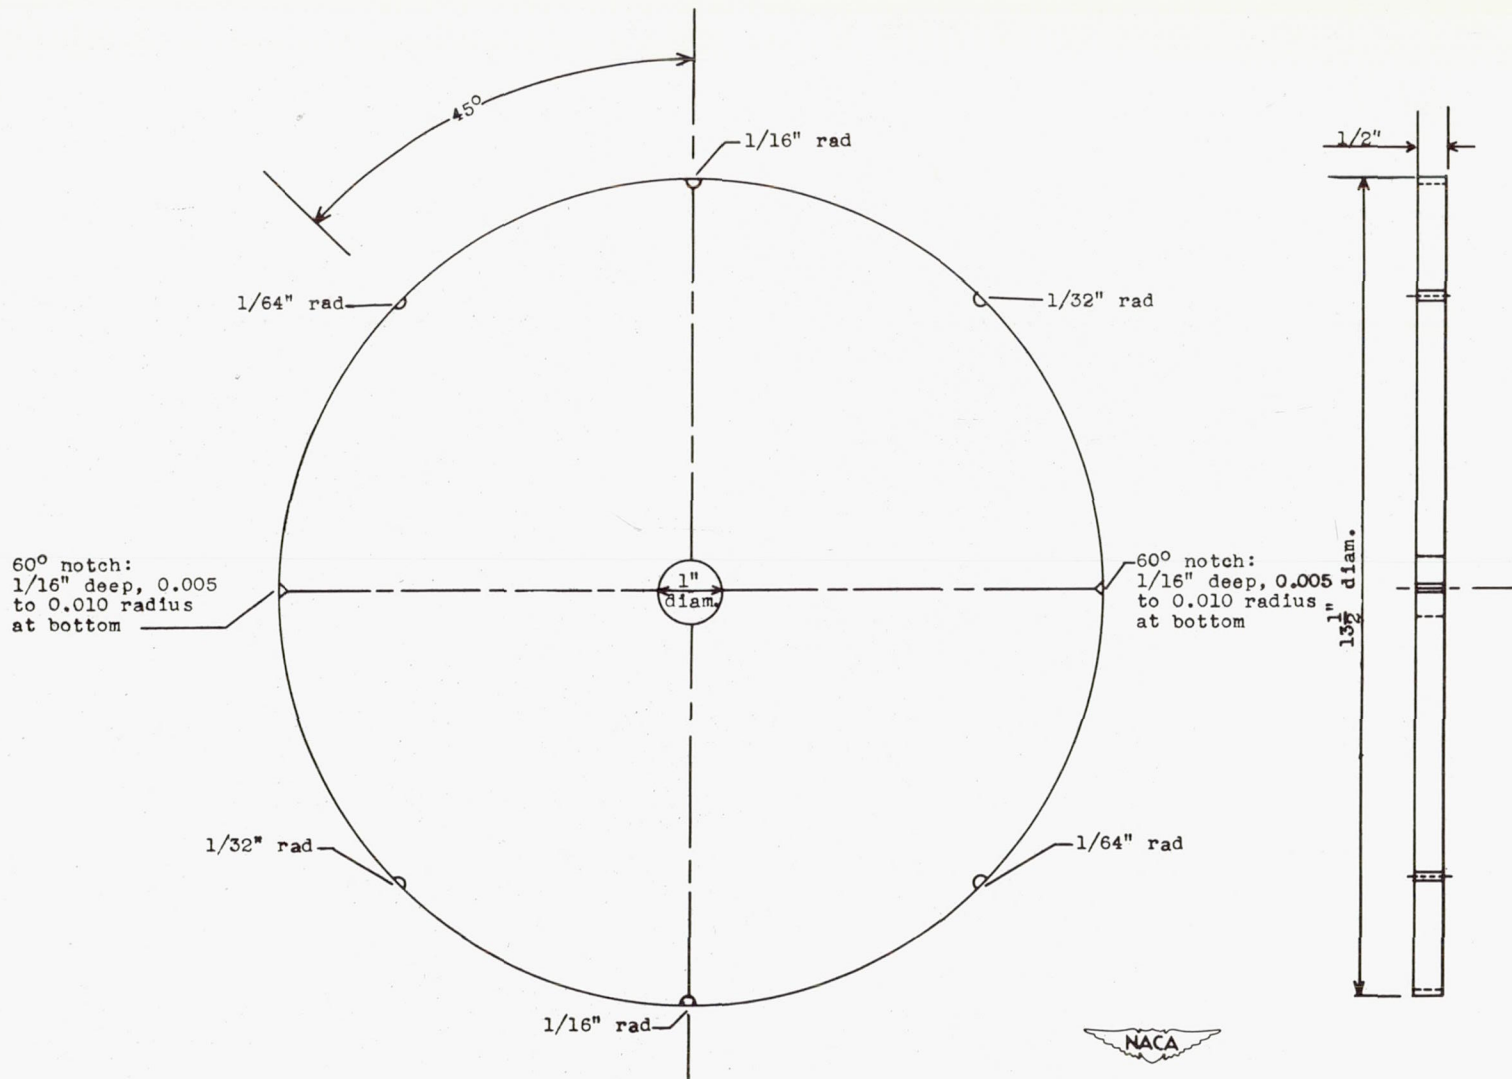 45°
1/16" rad
1/2"
1/64" rad
1/32" rad
60° notch:
1/16" deep, 0.005
to 0.010 radius
at bottom
1"
diam.
60° notch:
1/16" deep, 0.005
to 0.010 radius
at bottom
13 1/2" diam.
1/32" rad
1/64" rad
1/16" rad
NACA